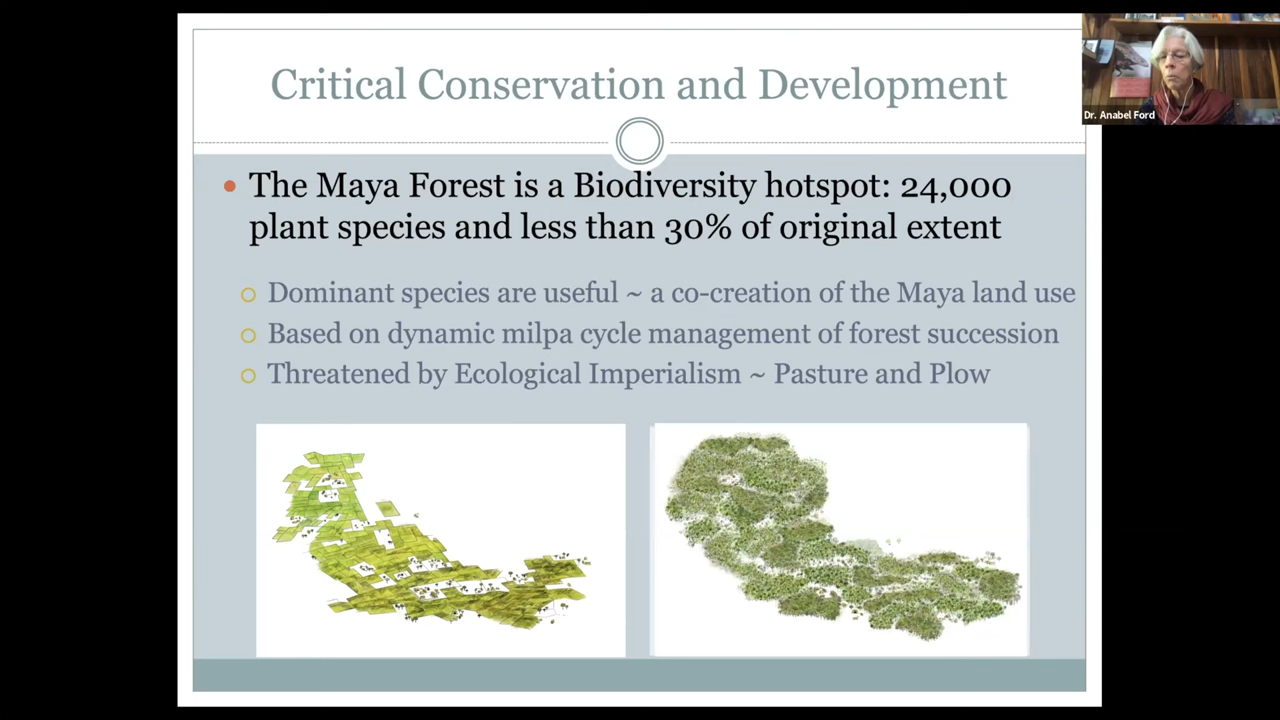 Critical Conservation and Development
Dr. Anabel Ford
• The Maya Forest is a Biodiversity hotspot: 24,000
plant species and less than 30% of original extent
Dominant species are useful ~ a co-creation of the Maya land use
Based on dynamic milpa cycle management of forest succession
Threatened by Ecological Imperialism ~ Pasture and Plow